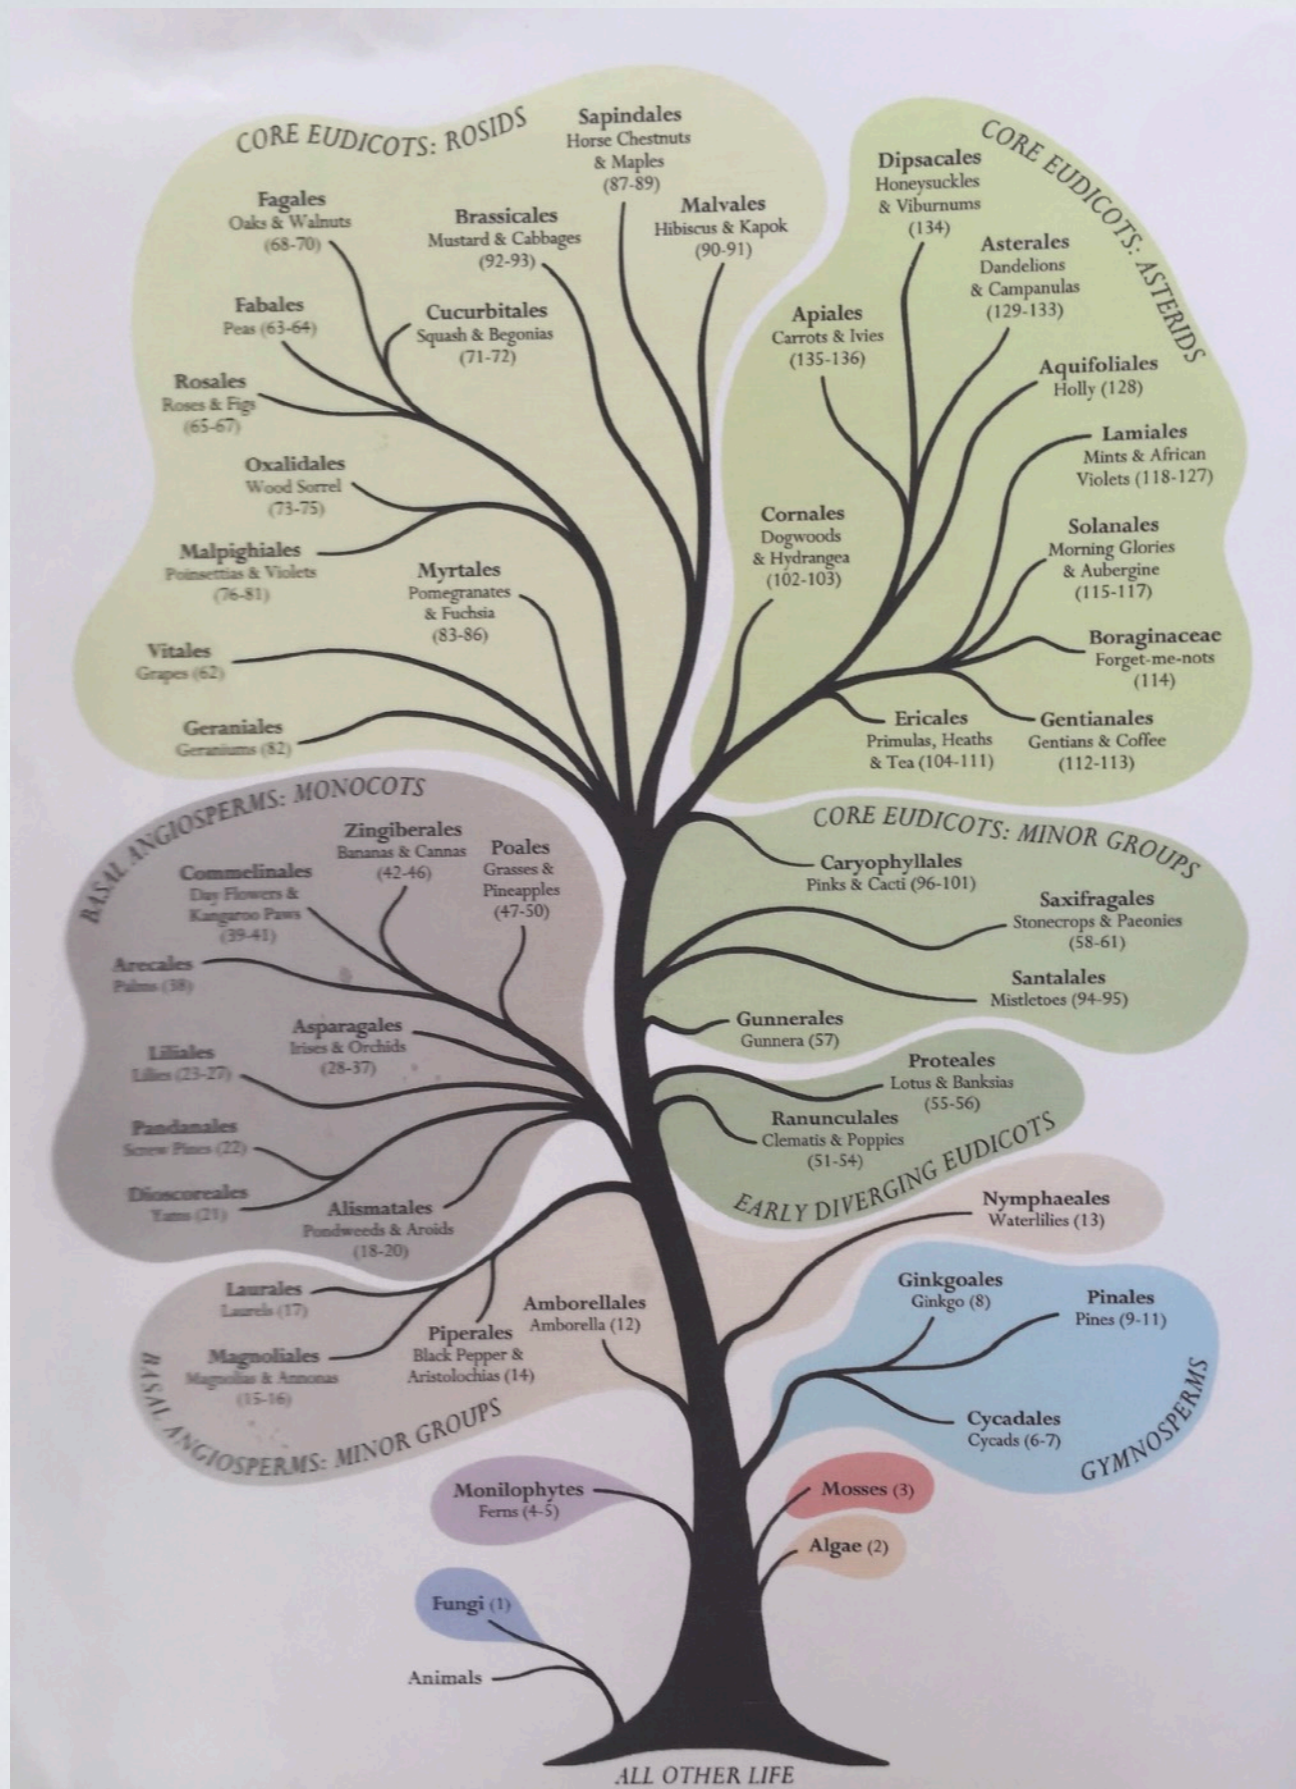 CORE EUDICOTS: ROSIDS
Sapindales
Horse Chestnuts
& Maples
(87-89)
Fagales
Oaks & Walnuts
(68-70)
Brassicales
Mustard & Cabbages
(92-93)
Malvales
Hibiscus & Kapok
(90-91)
Fabales
Peas (63-64)
Cucurbitales
Squash & Begonias
(71-72)
Rosales
Roses & Figs
(65-67)
Oxalidales
Wood Sorrel
(73-75)
Malpighiales
Poinsettias & Violets
(76-81)
Myrtales
Pomegranates
& Fuchsia
(83-86)
Vitales
Grapes (62)
Geraniales
Geraniums (82)
CORE EUDICOTS: ASTERIDS
Dipsacales
Honeysuckles
& Viburnums
(134)
Asterales
Dandelions
& Campanulas
(129-133)
Apiales
Carrots & Ivies
(135-136)
Aquifoliales
Holly (128)
Lamiales
Mints & African
Violets (118-127)
Cornales
Dogwoods
& Hydrangea
(102-103)
Solanales
Morning Glories
& Aubergine
(115-117)
Boraginaceae
Forget-me-nots
(114)
Ericales
Primulas, Heaths
& Tea (104-111)
Gentianales
Gentians & Coffee
(112-113)
BASAL ANGIOSPERMS: MONOCOTS
Zingiberales
Bananas & Cannas
(42-46)
Poales
Grasses &
Pineapples
(47-50)
Commelinales
Day Flowers &
Kangaroo Paws
(39-41)
Arecales
Palms (38)
Asparagales
Irises & Orchids
(28-37)
Liliales
Lilies (23-27)
Pandanales
Screw Pines (22)
Dioscoreales
Yams (21)
Alismatales
Pondweeds & Aroids
(18-20)
CORE EUDICOTS: MINOR GROUPS
Caryophyllales
Pinks & Cacti (96-101)
Saxifragales
Stonecrops & Paeonies
(58-61)
Santalales
Mistletoes (94-95)
Gunnerales
Gunnera (57)
Proteales
Lotus & Banksias
(55-56)
Ranunculales
Clematis & Poppies
(51-54)
EARLY DIVERGING EUDICOTS
Nymphaeales
Waterlilies (13)
Laurales
Laurels (17)
Amborellales
Amborella (12)
Piperales
Black Pepper &
Aristolochias (14)
Magnoliales
Magnolias & Annonas
(15-16)
BASAL ANGIOSPERMS: MINOR GROUPS
Ginkgoales
Ginkgo (8)
Pinales
Pines (9-11)
Cycadales
Cycads (6-7)
GYMNOSPERMS
Monilophytes
Ferns (4-5)
Mosses (3)
Algae (2)
Fungi (1)
Animals
ALL OTHER LIFE